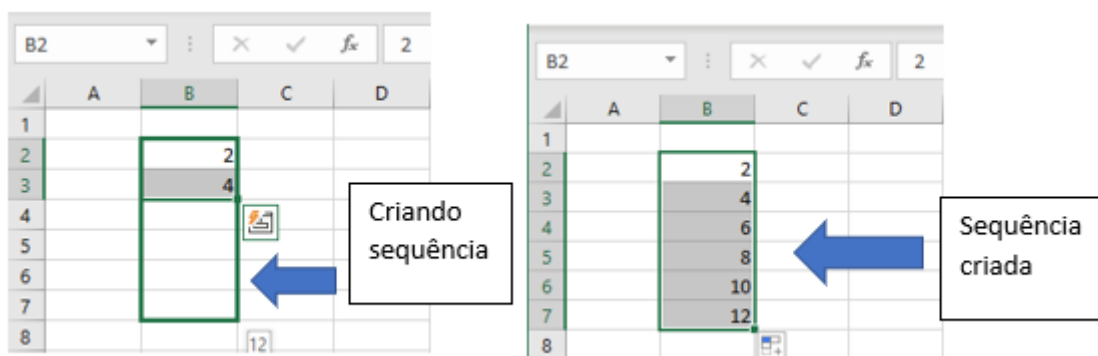 B2 fx 2
A B C D
1
2 2
3 4
4
5
6
7
8 12
Criando
sequência
B2 fx 2
A B C D
1
2 2
3 4
4 6
5 8
6 10
7 12
8
Sequência
criada